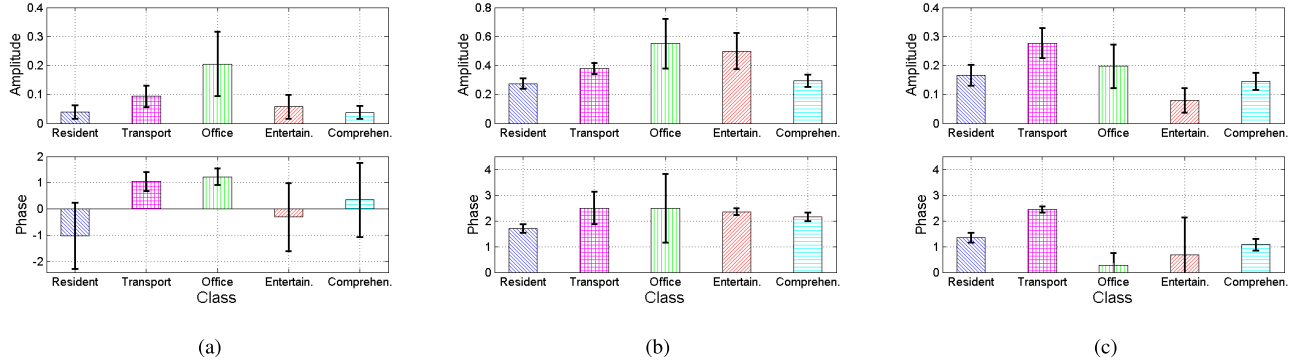 0.4
0.3
0.2
0.1
0
Amplitude
Resident Transport Office Entertain. Comprehen.
2
1
0
-1
-2
Phase
Resident Transport Office Entertain. Comprehen.
Class
(a)
0.8
0.6
0.4
0.2
0
Amplitude
Resident Transport Office Entertain. Comprehen.
4
3
2
1
0
Phase
Resident Transport Office Entertain. Comprehen.
Class
(b)
0.4
0.3
0.2
0.1
0
Amplitude
Resident Transport Office Entertain. Comprehen.
4
3
2
1
0
Phase
Resident Transport Office Entertain. Comprehen.
Class
(c)